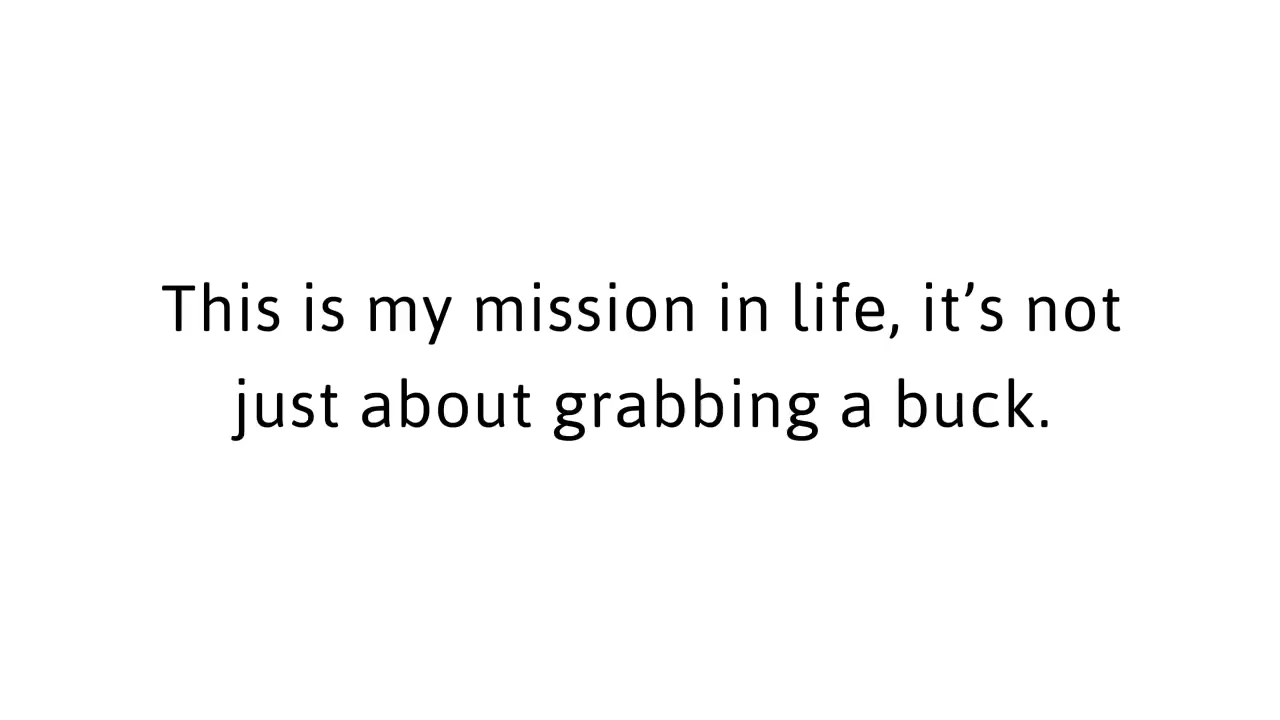 This is my mission in life, it’s not
just about grabbing a buck.